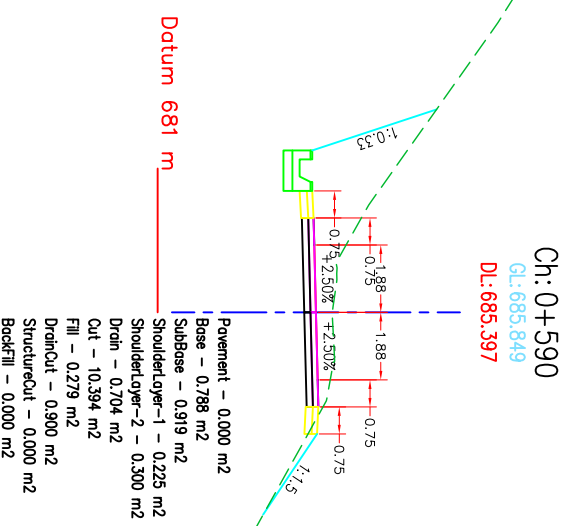 Ch: 0+590
GL: 685.849
DL: 685.397
1:0.33
0.75
0.75
1.88
1.88
0.75
0.75
+2.50%
+2.50%
1:1.5
Datum 681 m
Pavement - 0.000 m2
Base - 0.788 m2
SubBase - 0.919 m2
ShoulderLayer-1 - 0.225 m2
ShoulderLayer-2 - 0.300 m2
Drain - 0.704 m2
Cut - 10.394 m2
Fill - 0.279 m2
DrainCut - 0.900 m2
StructureCut - 0.000 m2
BackFill - 0.000 m2